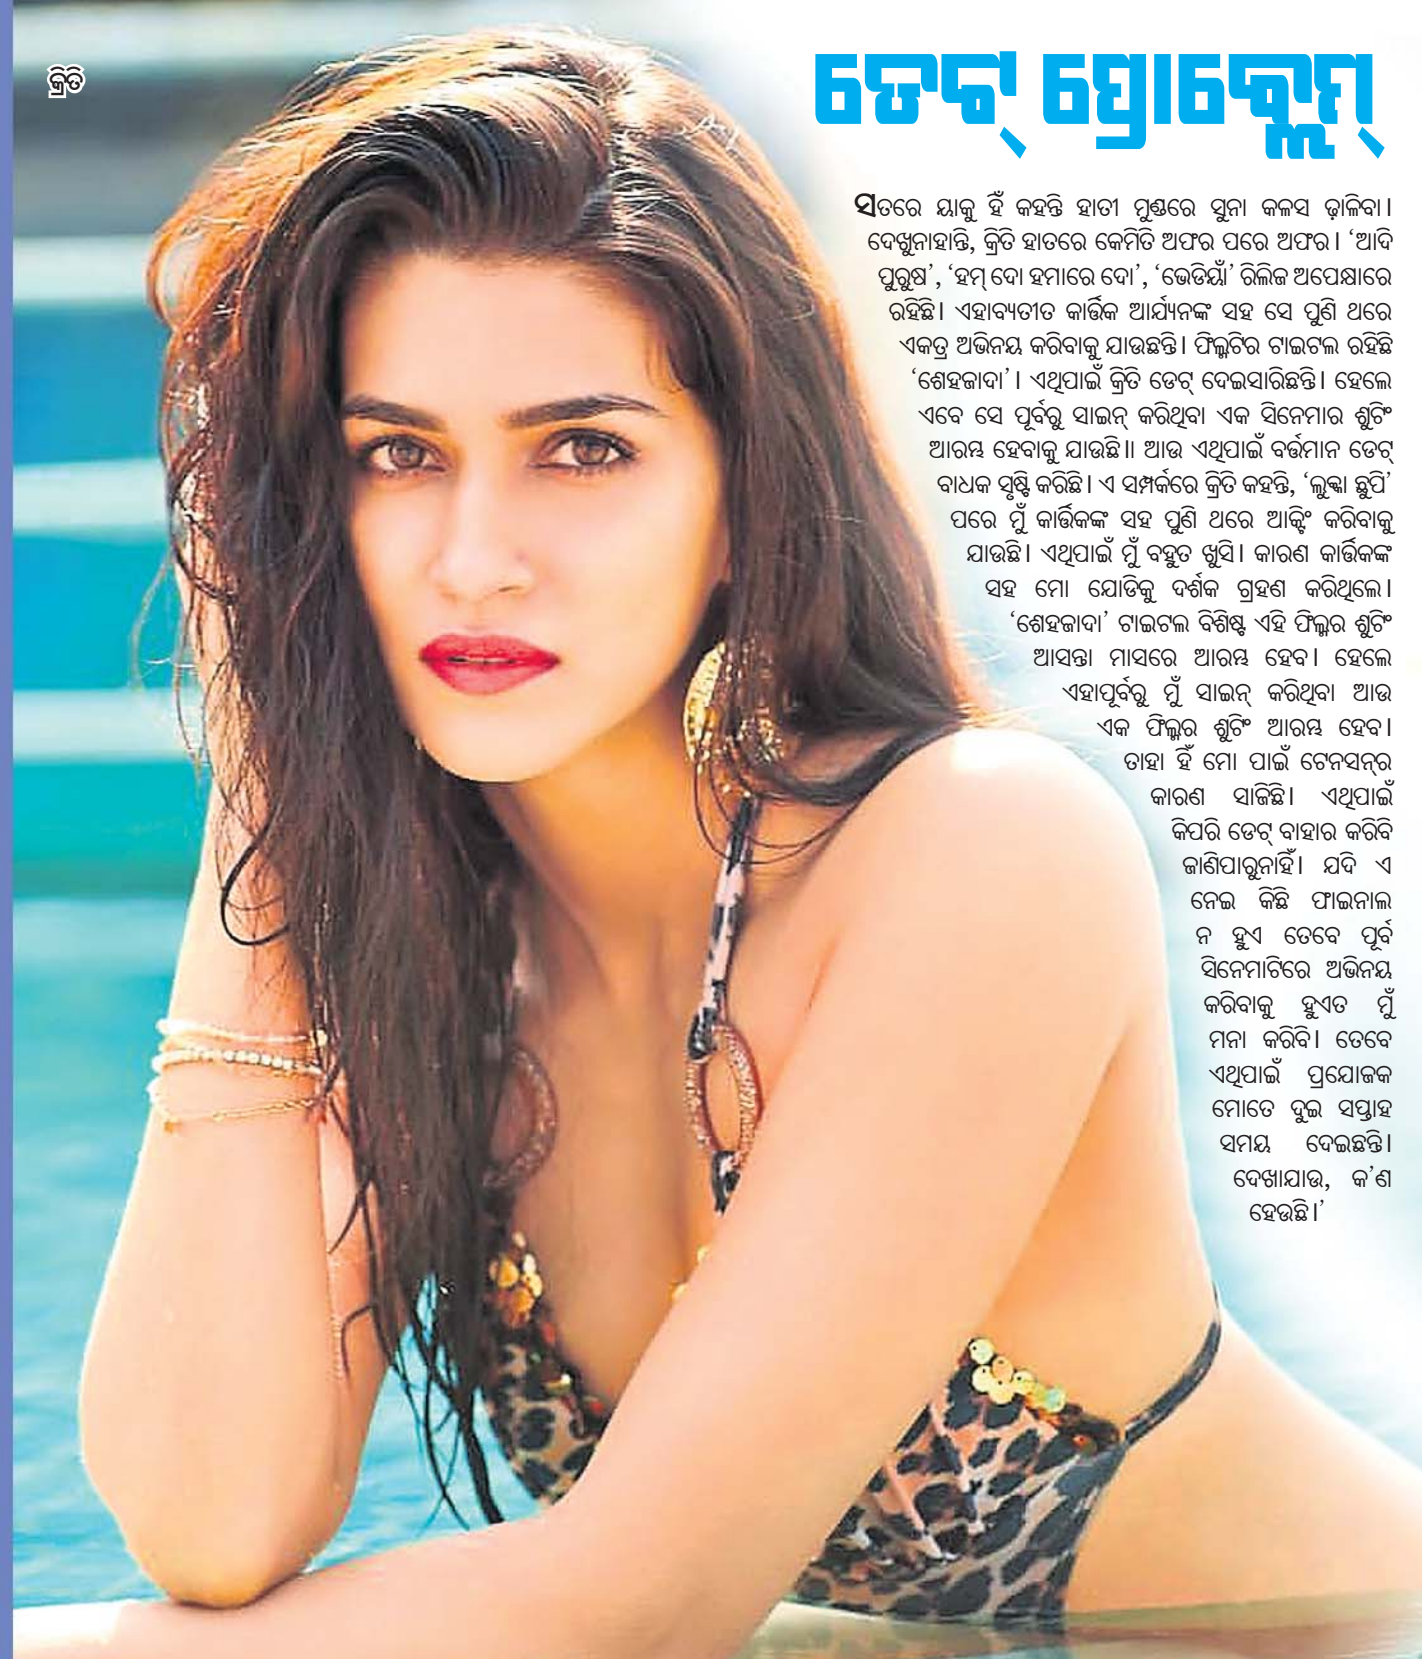 କ୍ରିତି
ଡେଟ୍ ପ୍ରୋବ୍ଲେମ୍
ସତରେ ୟାକୁ ହିଁ କହନ୍ତି ହାତୀ ମୁଣ୍ଡରେ ସୁନା କଳସ ଢ଼ାଳିବା।
ଦେଖୁନାହାନ୍ତି, କ୍ରିତି ହାତରେ କେମିତି ଅଫର ପରେ ଅଫର। ‘ଆଦି
ପୁରୁଷ’, ‘ହମ୍ ଦୋ ହମାରେ ଦୋ’, ‘ଭେଡିୟାଁ’ ରିଲିଜ ଅପେକ୍ଷାରେ
ରହିଛି। ଏହାବ୍ୟତୀତ କାର୍ତ୍ତିକ ଆର୍ଯ୍ୟନଙ୍କ ସହ ସେ ପୁଣି ଥରେ
ଏକତ୍ର ଅଭିନୟ କରିବାକୁ ଯାଉଛନ୍ତି। ଫିଲ୍ମଟିର ଟାଇଟଲ ରହିଛି
‘ଶେହଜାଦା’। ଏଥିପାଇଁ କ୍ରିତି ଡେଟ୍ ଦେଇସାରିଛନ୍ତି। ହେଲେ
ଏବେ ସେ ପୂର୍ବରୁ ସାଇନ୍ କରିଥିବା ଏକ ସିନେମାର ଶୁଟିଂ
ଆରମ୍ଭ ହେବାକୁ ଯାଉଛି॥ ଆଉ ଏଥିପାଇଁ ବର୍ତ୍ତମାନ ଡେଟ୍
ବାଧକ ସୃଷ୍ଟି କରିଛି। ଏ ସମ୍ପର୍କରେ କ୍ରିତି କହନ୍ତି, ‘ଲୁକ୍କା ଛୁପି’
ପରେ ମୁଁ କାର୍ତ୍ତିକଙ୍କ ସହ ପୁଣି ଥରେ ଆକ୍ଟିଂ କରିବାକୁ
ଯାଉଛି। ଏଥିପାଇଁ ମୁଁ ବହୁତ ଖୁସି। କାରଣ କାର୍ତ୍ତିକଙ୍କ
ସହ ମୋ ଯୋଡିକୁ ଦର୍ଶକ ଗ୍ରହଣ କରିଥିଲେ।
‘ଶେହଜାଦା’ ଟାଇଟଲ ବିଶିଷ୍ଟ ଏହି ଫିଲ୍ମର ଶୁଟିଂ
ଆସନ୍ତା ମାସରେ ଆରମ୍ଭ ହେବ। ହେଲେ
ଏହାପୂର୍ବରୁ ମୁଁ ସାଇନ୍ କରିଥିବା ଆଉ
ଏକ ଫିଲ୍ମର ଶୁଟିଂ ଆରମ୍ଭ ହେବ।
ତାହା ହିଁ ମୋ ପାଇଁ ଟେନସନ୍‌ର
କାରଣ ସାଜିଛି। ଏଥିପାଇଁ
କିପରି ଡେଟ୍ ବାହାର କରିବି
ଜାଣିପାରୁନାହିଁ। ଯଦି ଏ
ନେଇ କିଛି ଫାଇନାଲ
ନ ହୁଏ ତେବେ ପୂର୍ବ
ସିନେମାଟିରେ ଅଭିନୟ
କରିବାକୁ ହୁଏତ ମୁଁ
ମନା କରିବି। ତେବେ
ଏଥିପାଇଁ ପ୍ରଯୋଜକ
ମୋତେ ଦୁଇ ସପ୍ତାହ
ସମୟ ଦେଇଛନ୍ତି।
ଦେଖାଯାଉ, କ’ଣ
ହେଉଛି।’